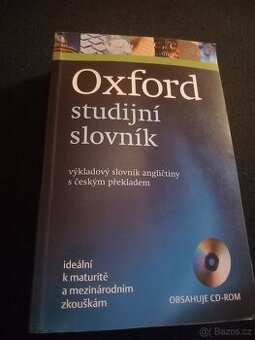 Oxford
studijní
slovník
výkladový slovník angličtiny
s českým překladem
ideální
k maturitě
a mezinárodním
zkouškám
OBSAHUJE CD-ROM
Bazos.cz